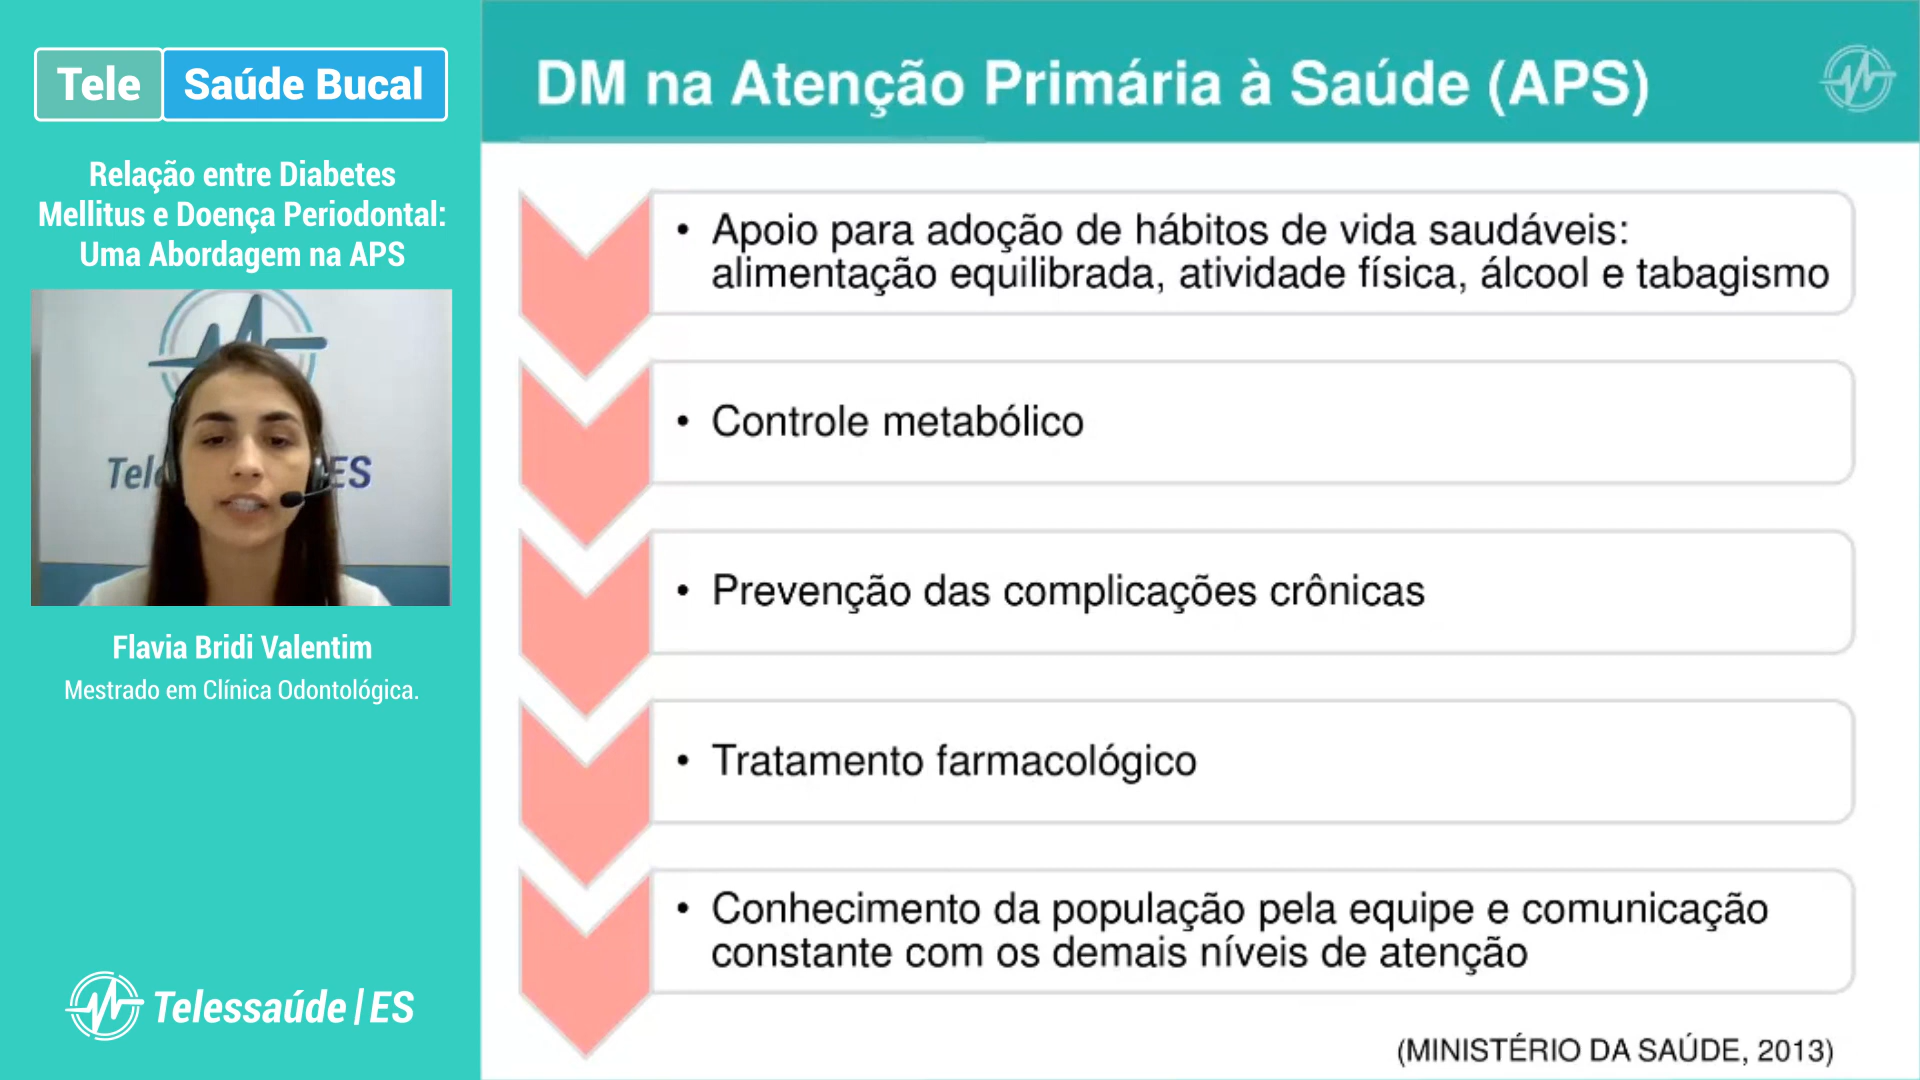 Tele Saúde Bucal
Relação entre Diabetes
Mellitus e Doença Periodontal:
Uma Abordagem na APS
Flavia Bridi Valentim
Mestrado em Clínica Odontológica.
Telessaúde|ES
DM na Atenção Primária à Saúde (APS)
• Apoio para adoção de hábitos de vida saudáveis:
alimentação equilibrada, atividade física, álcool e tabagismo
• Controle metabólico
• Prevenção das complicações crônicas
• Tratamento farmacológico
• Conhecimento da população pela equipe e comunicação
constante com os demais níveis de atenção
(MINISTÉRIO DA SAÚDE, 2013)